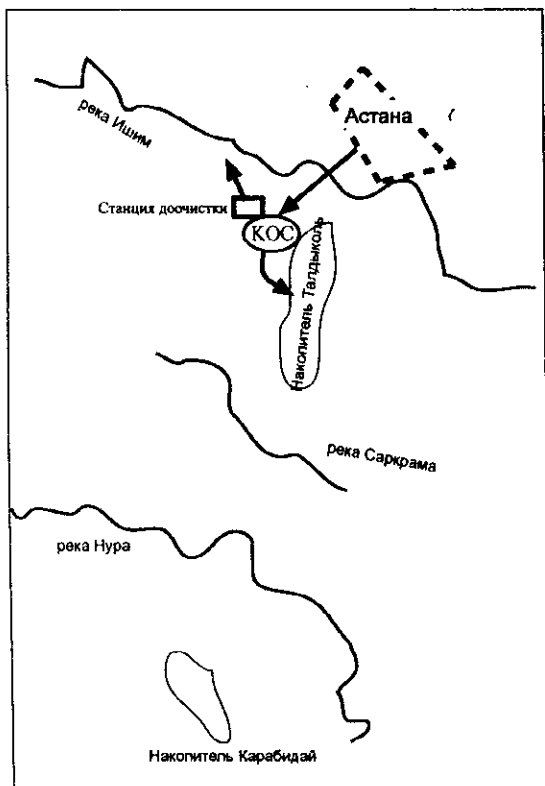 река Ишим
Астана
Станция доочистки
КОС
Накопитель Талдыколь
река Саркрама
река Нура
Накопитель Карабидай